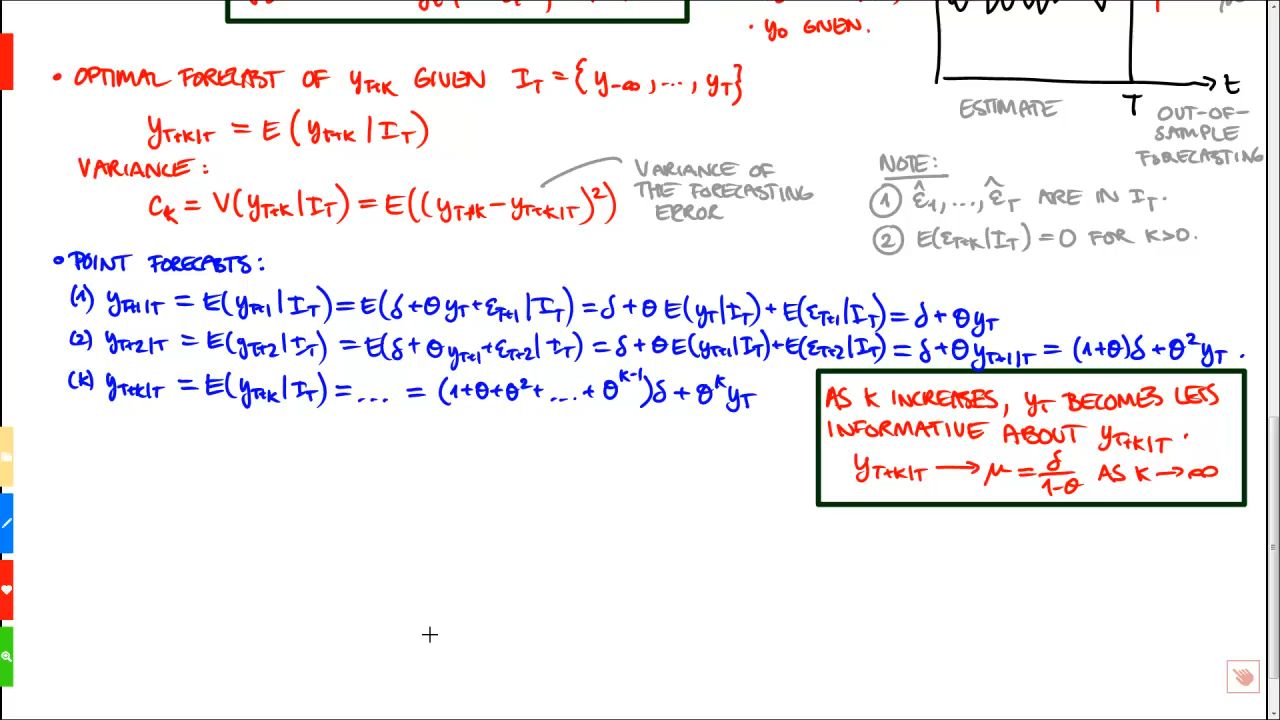 • y₀ GIVEN.
• OPTIMAL FORECAST OF y_{T+K} GIVEN I_T = {y_{-∞}, ..., y_T}
y_{T+K|T} = E(y_{T+K} | I_T)
VARIANCE:
C_K = V(y_{T+K} | I_T) = E((y_{T+K} − y_{T+K|T})²)
VARIANCE OF
THE FORECASTING
ERROR
t
ESTIMATE
T
OUT-OF-
SAMPLE
FORECASTING
NOTE:
① ε̂₁, ..., ε̂_T ARE IN I_T.
② E(ε_{T+K} | I_T) = 0 FOR K>0.
• POINT FORECASTS:
(1) y_{T+1|T} = E(y_{T+1} | I_T) = E(δ + θy_T + ε_{T+1} | I_T) = δ + θ E(y_T | I_T) + E(ε_{T+1} | I_T) = δ + θy_T
(2) y_{T+2|T} = E(y_{T+2} | I_T) = E(δ + θy_{T+1} + ε_{T+2} | I_T) = δ + θE(y_{T+1} | I_T) + E(ε_{T+2} | I_T) = δ + θy_{T+1|T} = (1+θ)δ + θ²y_T.
(K) y_{T+K|T} = E(y_{T+K} | I_T) = .... = (1+θ+θ²+....+θ^{K-1})δ + θ^K y_T
AS K INCREASES, y_T BECOMES LESS
INFORMATIVE ABOUT y_{T+K|T}.
y_{T+K|T} → μ = δ/(1−θ) AS K → ∞